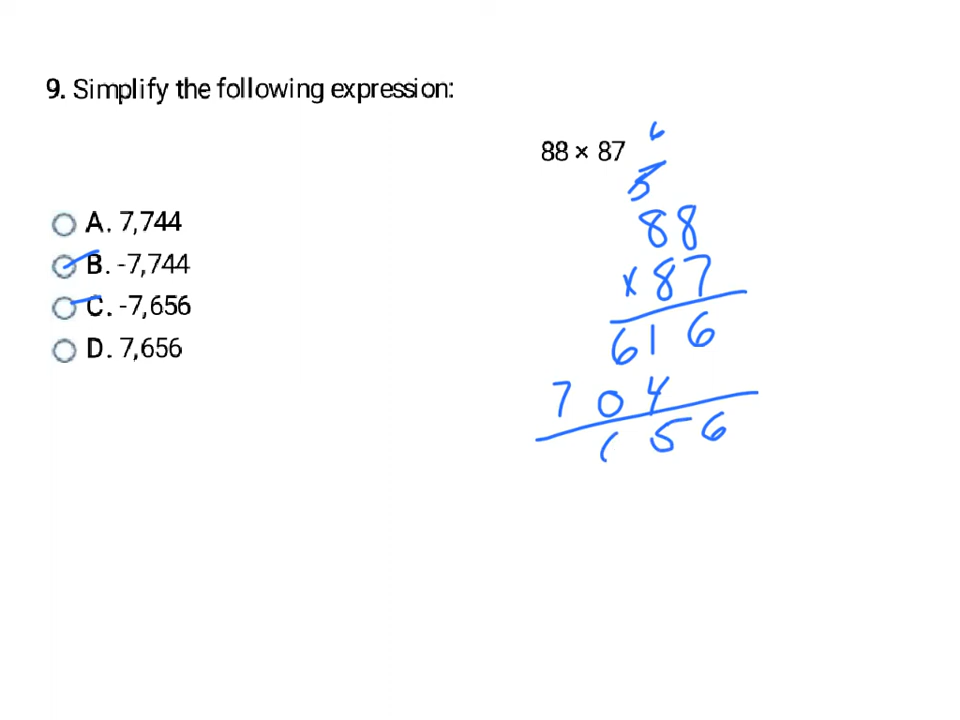 9. Simplify the following expression:
6
88 × 87
5
88
A. 7,744
B. -7,744
x 87
C. -7,656
616
D. 7,656
704
56